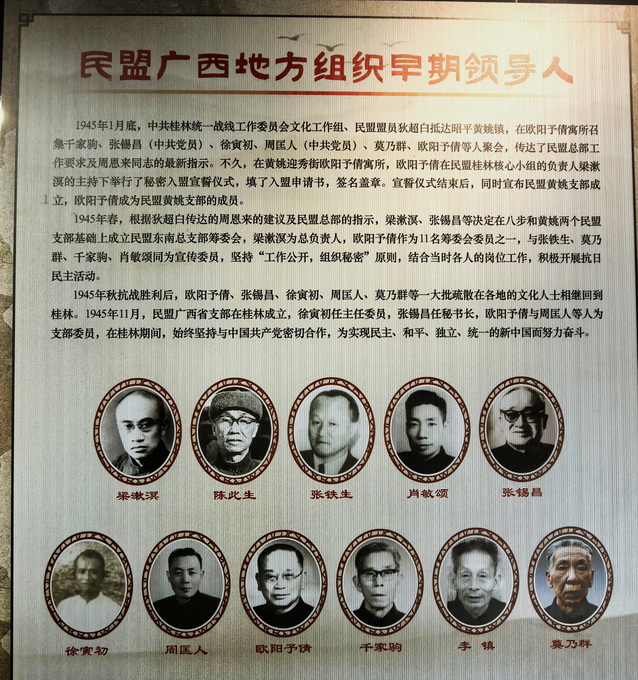 民盟广西地方组织早期领导人
1945年1月底，中共桂林统一战线工作委员会文化工作组、民盟盟员狄超白抵达昭平黄姚镇，在欧阳予倩寓所召
集千家驹、张锡昌（中共党员）、徐寅初、周匡人（中共党员）、莫乃群、欧阳予倩等人聚会，传达了民盟总部工
作要求及周恩来同志的最新指示。不久，在黄姚迎秀街欧阳予倩寓所，欧阳予倩在民盟桂林核心小组的负责人梁漱
溟的主持下举行了秘密入盟宣誓仪式，填了入盟申请书，签名盖章。宣誓仪式结束后，同时宣布民盟黄姚支部成
立，欧阳予倩成为民盟黄姚支部的成员。
1945年春，根据狄超白传达的周恩来的建议及民盟总部的指示，梁漱溟、张锡昌等决定在八步和黄姚两个民盟
支部基础上成立民盟东南总支部筹委会，梁漱溟为总负责人，欧阳予倩作为11名筹委会委员之一，与张铁生、莫乃
群、千家驹、肖敏颂同为宣传委员，坚持“工作公开，组织秘密”原则，结合当时各人的岗位工作，积极开展抗日
民主活动。
1945年秋抗战胜利后，欧阳予倩、张锡昌、徐寅初、周匡人、莫乃群等一大批疏散在各地的文化人士相继回到
桂林。1945年11月，民盟广西省支部在桂林成立，徐寅初任主任委员，张锡昌任秘书长，欧阳予倩与周匡人等人为
支部委员，在桂林期间，始终坚持与中国共产党密切合作，为实现民主、和平、独立、统一的新中国而努力奋斗。
梁漱溟 陈此生 张铁生 肖敏颂 张锡昌
徐寅初 周匡人 欧阳予倩 千家驹 李镇 莫乃群